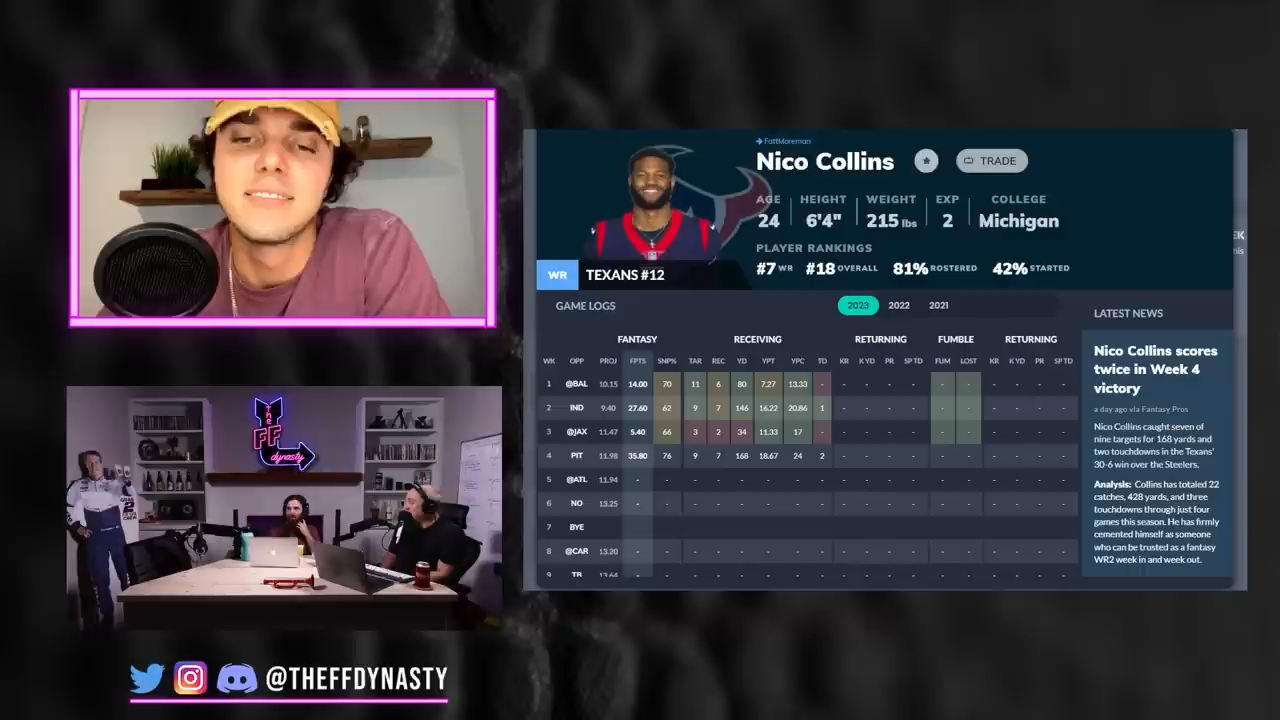 FattMoreman
Nico Collins
TRADE
AGE HEIGHT WEIGHT EXP COLLEGE
24 6'4" 215 lbs 2 Michigan
PLAYER RANKINGS
#7 WR #18 OVERALL 81% ROSTERED 42% STARTED
WR TEXANS #12
GAME LOGS 2023 2022 2021
FANTASY RECEIVING RETURNING FUMBLE RETURNING
WK OPP PROJ FPTS SNP% TAR REC YD YPT YPC TD KR K YD PR SP TD FUM LOST KR K YD PR SP TD
1 @BAL 10.15 14.00 70 11 6 80 7.27 13.33 - - - - - - - - - - -
2 IND 9.40 27.60 62 9 7 146 16.22 20.86 1 - - - - - - - - - -
3 @JAX 11.47 5.40 66 3 2 34 11.33 17 - - - - - - - - - - -
4 PIT 11.98 35.80 76 9 7 168 18.67 24 2 - - - - - - - - - -
5 @ATL 11.94 - - - - - - - - - - - - - - - - - -
6 NO 13.25 - - - - - - - - - - - - - - - - - -
7 BYE
8 @CAR 13.20 - - - - - - - - - - - - - - - - - -
9 TB 13.64
LATEST NEWS
Nico Collins scores
twice in Week 4
victory
a day ago via Fantasy Pros
Nico Collins caught seven of
nine targets for 168 yards and
two touchdowns in the Texans'
30-6 win over the Steelers.
Analysis: Collins has totaled 22
catches, 428 yards, and three
touchdowns through just four
games this season. He has firmly
cemented himself as someone
who can be trusted as a fantasy
WR2 week in and week out.
The
FF
dynasty
@THEFFDYNASTY